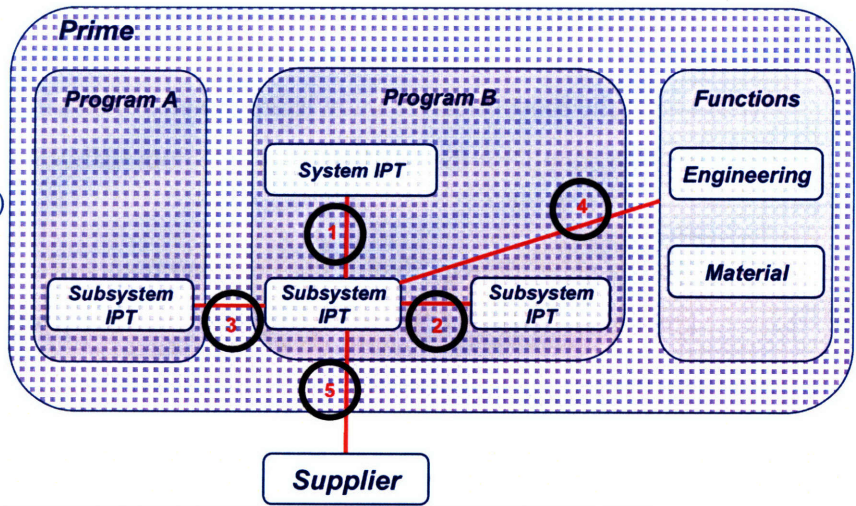 Prime
Program A
Program B
Functions
System IPT
Engineering
1
4
Material
Subsystem
IPT
Subsystem
IPT
Subsystem
IPT
3
2
5
Supplier